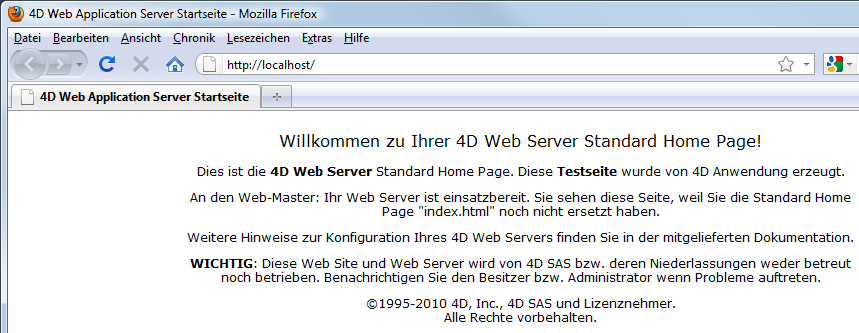 4D Web Application Server Startseite - Mozilla Firefox
Datei Bearbeiten Ansicht Chronik Lesezeichen Extras Hilfe
http://localhost/
4D Web Application Server Startseite
Willkommen zu Ihrer 4D Web Server Standard Home Page!
Dies ist die 4D Web Server Standard Home Page. Diese Testseite wurde von 4D Anwendung erzeugt.
An den Web-Master: Ihr Web Server ist einsatzbereit. Sie sehen diese Seite, weil Sie die Standard Home
Page "index.html" noch nicht ersetzt haben.
Weitere Hinweise zur Konfiguration Ihres 4D Web Servers finden Sie in der mitgelieferten Dokumentation.
WICHTIG: Diese Web Site und Web Server wird von 4D SAS bzw. deren Niederlassungen weder betreut
noch betrieben. Benachrichtigen Sie den Besitzer bzw. Administrator wenn Probleme auftreten.
©1995-2010 4D, Inc., 4D SAS und Lizenznehmer.
Alle Rechte vorbehalten.